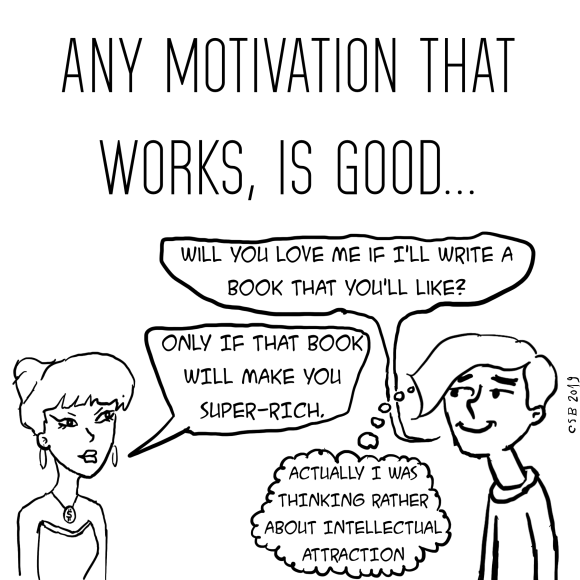 ANY MOTIVATION THAT
WORKS, IS GOOD...
WILL YOU LOVE ME IF I'LL WRITE A
BOOK THAT YOU'LL LIKE?
ONLY IF THAT BOOK
WILL MAKE YOU
SUPER-RICH.
ACTUALLY I WAS
THINKING RATHER
ABOUT INTELLECTUAL
ATTRACTION
$
CSB 2019